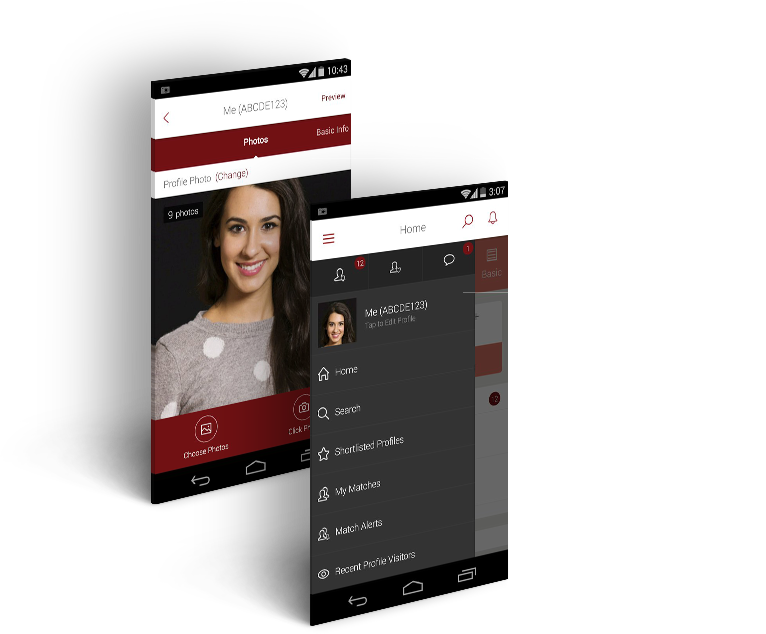 10:43
Me (ABCDE123)
Preview
Photos
Basic Info
Profile Photo (Change)
9 photos
Choose Photos
Click
3:07
Home
12
1
Basic
Me (ABCDE123)
Tap to Edit Profile
Home
Search
Shortlisted Profiles
My Matches
Match Alerts
Recent Profile Visitors